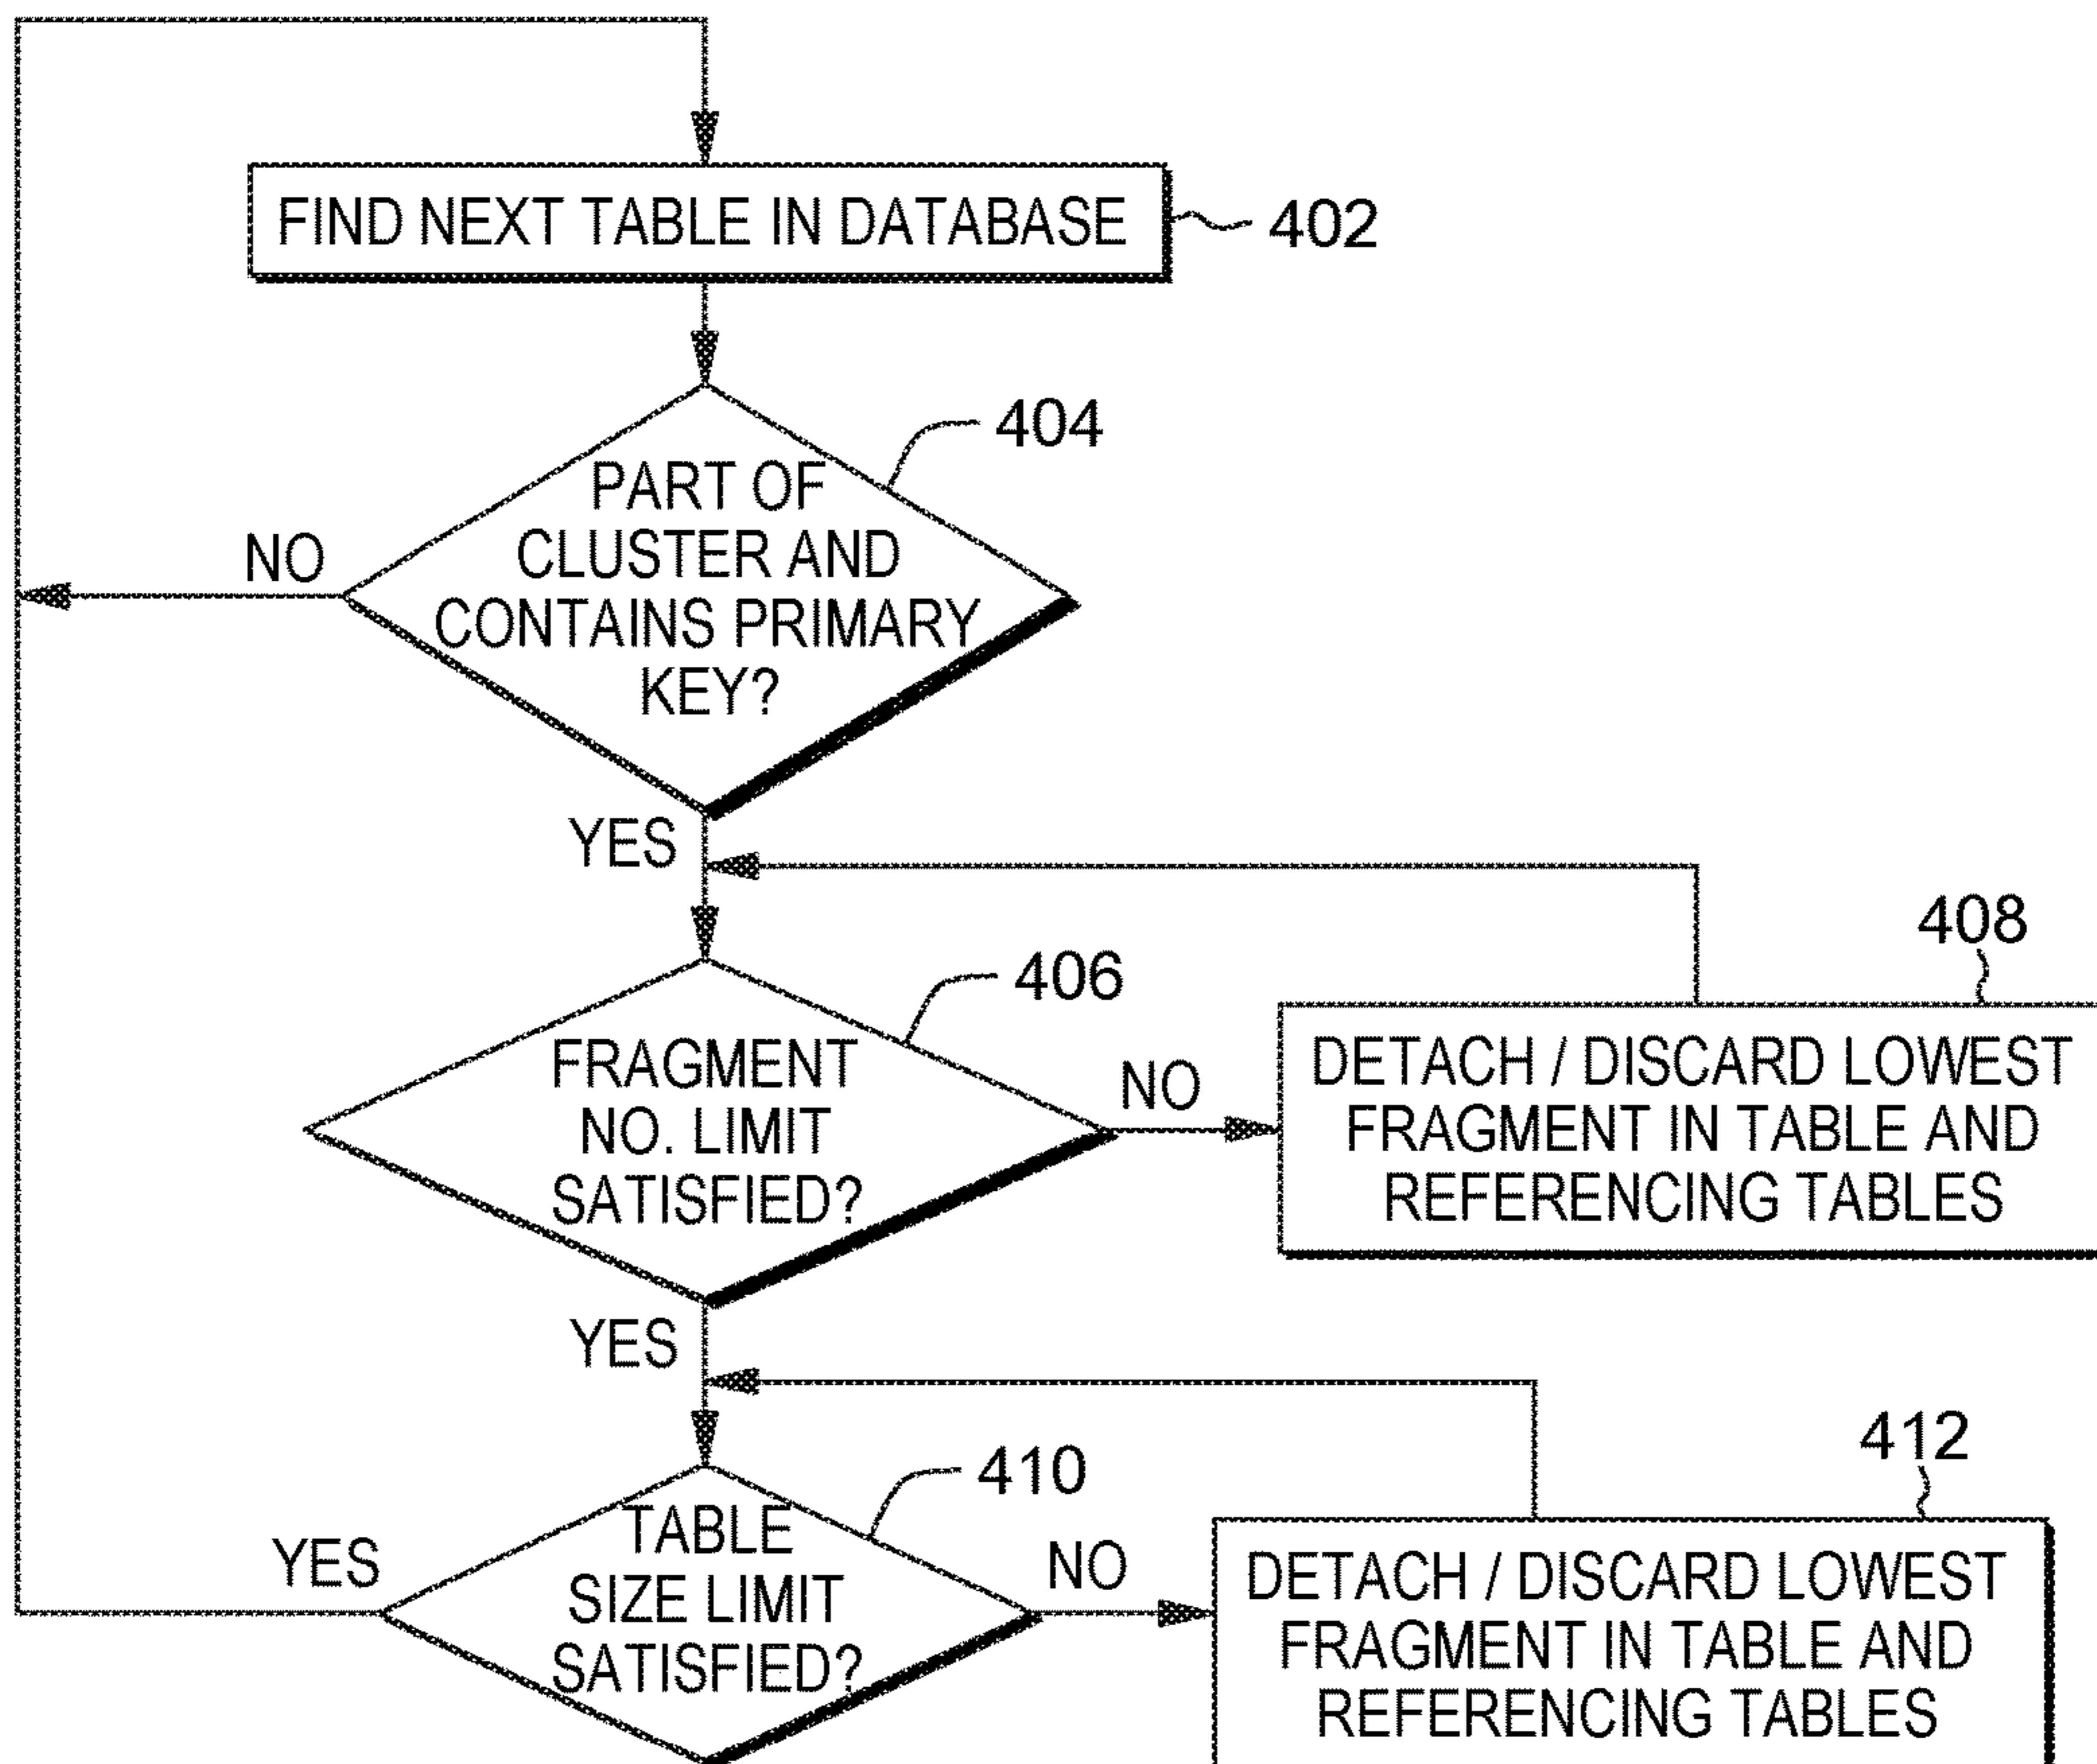 FIND NEXT TABLE IN DATABASE
402
404
PART OF
CLUSTER AND
CONTAINS PRIMARY
KEY?
NO
YES
406
FRAGMENT
NO. LIMIT
SATISFIED?
NO
408
DETACH / DISCARD LOWEST
FRAGMENT IN TABLE AND
REFERENCING TABLES
YES
410
TABLE
SIZE LIMIT
SATISFIED?
YES
NO
412
DETACH / DISCARD LOWEST
FRAGMENT IN TABLE AND
REFERENCING TABLES